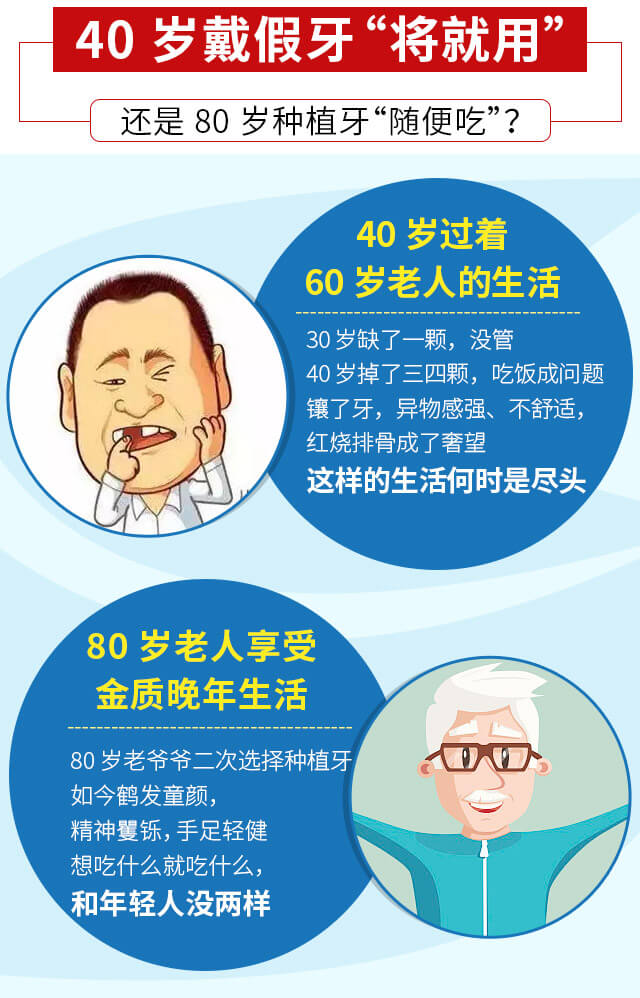 40 岁戴假牙“将就用”
还是 80 岁种植牙“随便吃”？
40 岁过着
60 岁老人的生活
30 岁缺了一颗，没管
40 岁掉了三四颗，吃饭成问题
镶了牙，异物感强、不舒适，
红烧排骨成了奢望
这样的生活何时是尽头
80 岁老人享受
金质晚年生活
80 岁老爷爷二次选择种植牙
如今鹤发童颜，
精神矍铄，手足轻健
想吃什么就吃什么，
和年轻人没两样